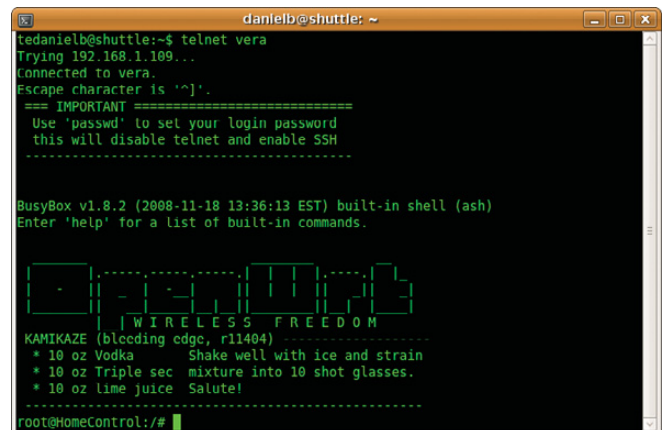 danielb@shuttle: ~
tedanielb@shuttle:~$ telnet vera
Trying 192.168.1.109...
Connected to vera.
Escape character is '^]'.
=== IMPORTANT ============================
Use 'passwd' to set your login password
this will disable telnet and enable SSH
------------------------------------------
BusyBox v1.8.2 (2008-11-18 13:36:13 EST) built-in shell (ash)
Enter 'help' for a list of built-in commands.
OpenWrt
W I R E L E S S   F R E E D O M
KAMIKAZE (bleeding edge, r11404) -------------------
* 10 oz Vodka       Shake well with ice and strain
* 10 oz Triple sec  mixture into 10 shot glasses.
* 10 oz lime juice  Salute!
---------------------------------------------------
root@HomeControl:/#